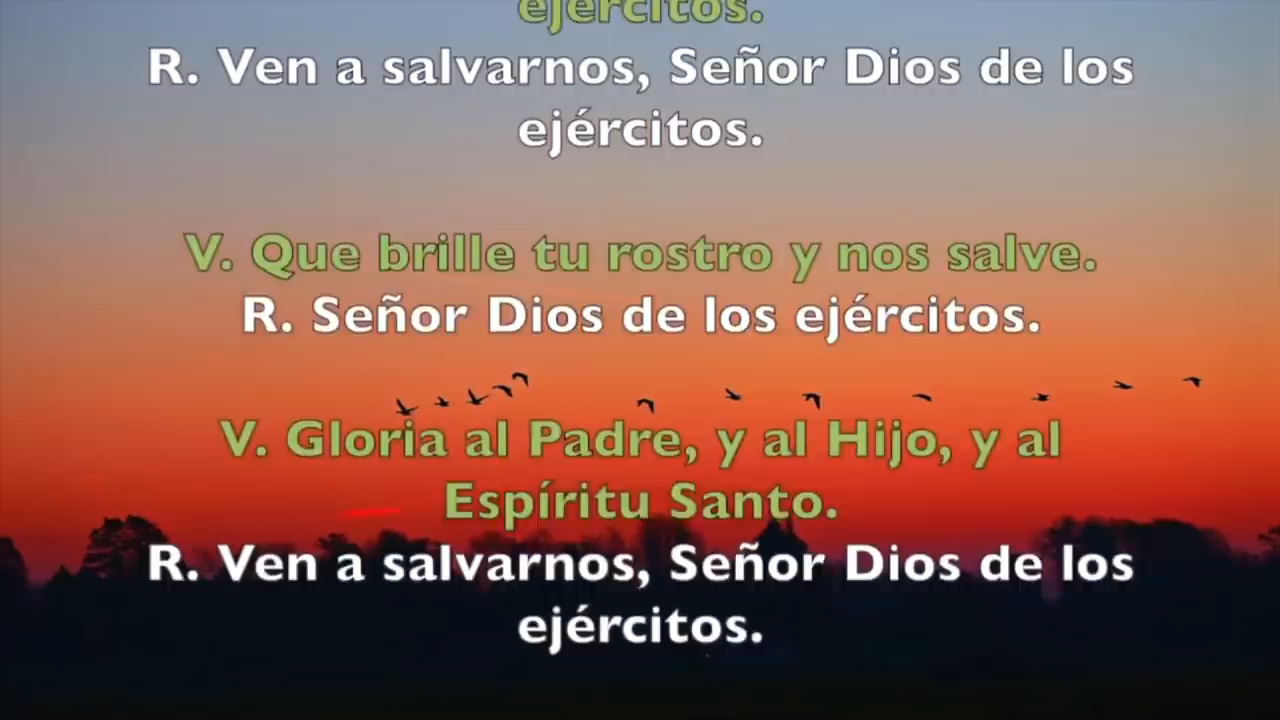 ejércitos.
R. Ven a salvarnos, Señor Dios de los
ejércitos.
V. Que brille tu rostro y nos salve.
R. Señor Dios de los ejércitos.
V. Gloria al Padre, y al Hijo, y al
Espíritu Santo.
R. Ven a salvarnos, Señor Dios de los
ejércitos.